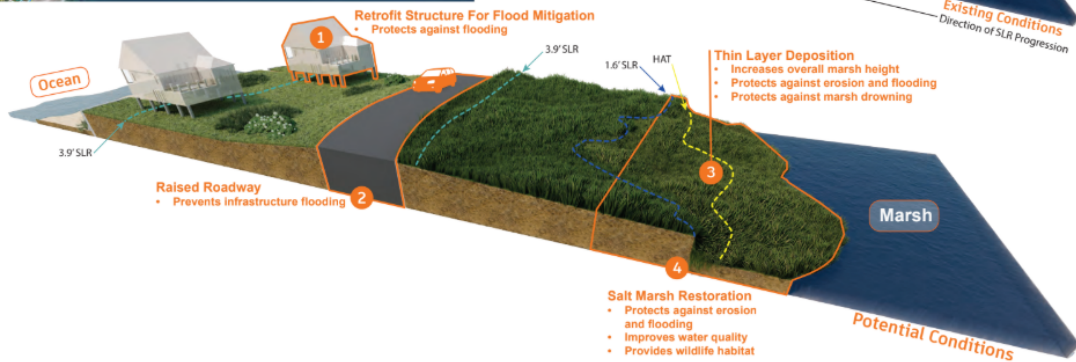 Existing Conditions
Direction of SLR Progression
Retrofit Structure For Flood Mitigation
• Protects against flooding
1
Ocean
3.9' SLR
1.6' SLR
HAT
Thin Layer Deposition
• Increases overall marsh height
• Protects against erosion and flooding
• Protects against marsh drowning
3.9' SLR
3
Raised Roadway
• Prevents infrastructure flooding
2
Marsh
4
Salt Marsh Restoration
• Protects against erosion
and flooding
• Improves water quality
• Provides wildlife habitat
Potential Conditions